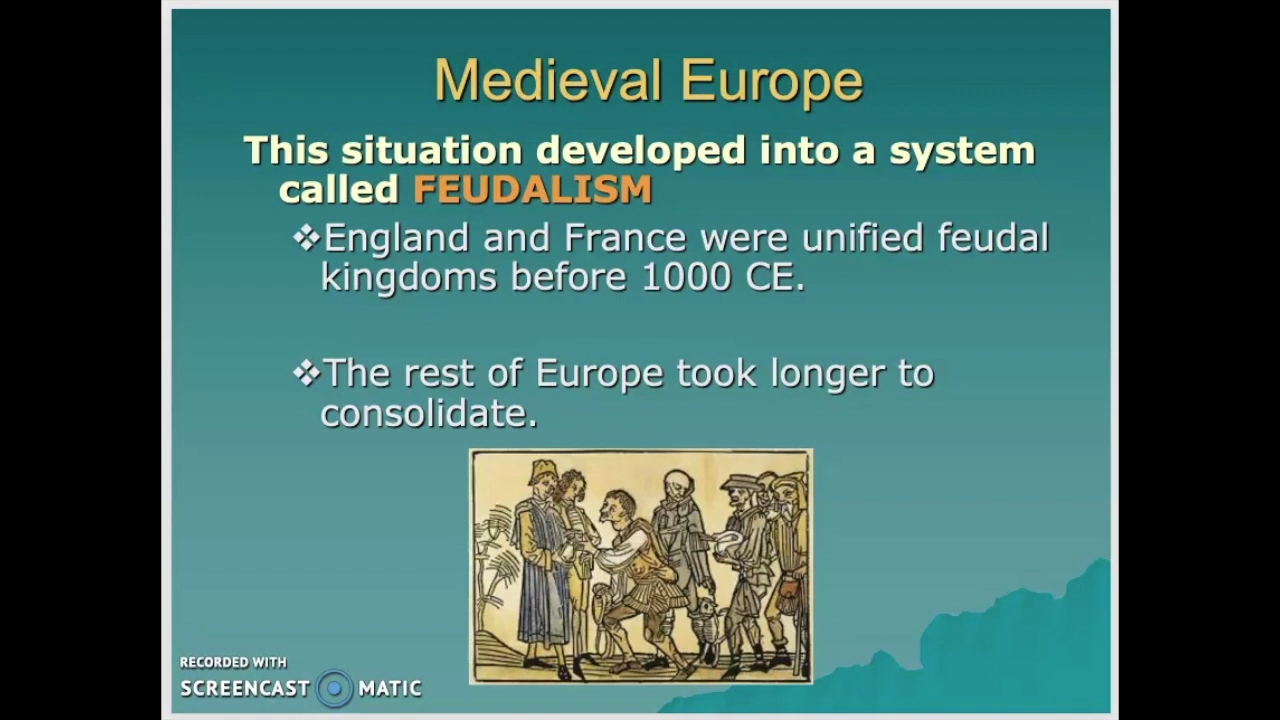 Medieval Europe
This situation developed into a system
called FEUDALISM
❖England and France were unified feudal
kingdoms before 1000 CE.
❖The rest of Europe took longer to
consolidate.
RECORDED WITH
SCREENCAST MATIC